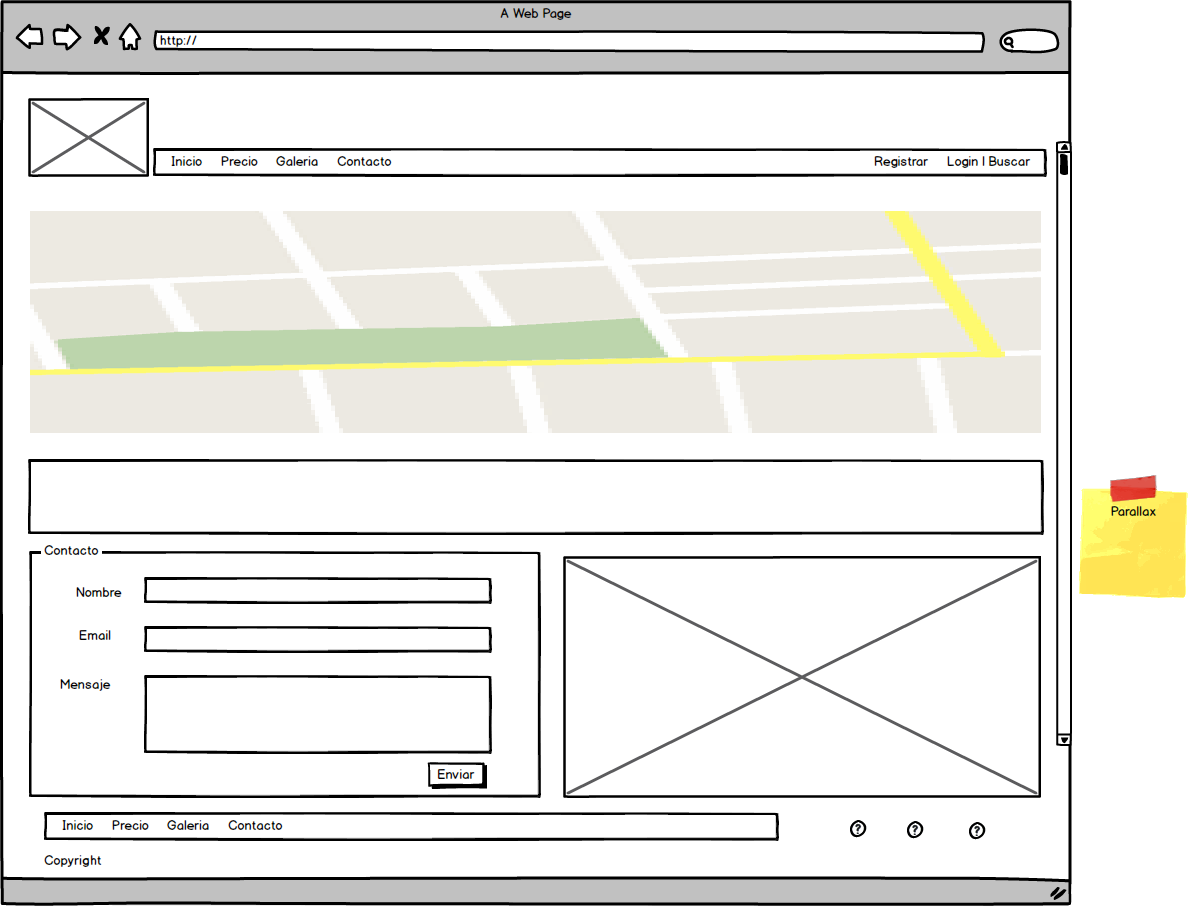 A Web Page
http://
Inicio Precio Galeria Contacto Registrar Login | Buscar
Parallax
Contacto
Nombre
Email
Mensaje
Enviar
Inicio Precio Galeria Contacto ? ? ?
Copyright